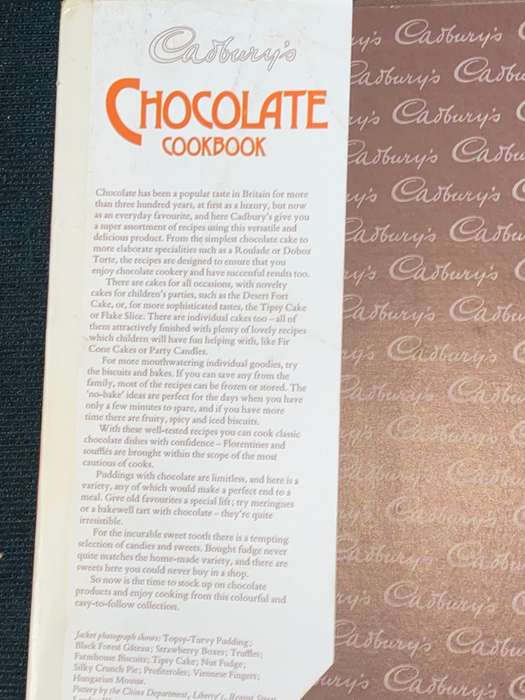 Cadbury's
CHOCOLATE
COOKBOOK
Chocolate has been a popular taste in Britain for more
than three hundred years, at first as a luxury, but now
as an everyday favourite, and here Cadbury's give you
a super assortment of recipes using this versatile and
delicious product. From the simplest chocolate cake to
more elaborate specialities such as a Roulade or Dobos
Torte, the recipes are designed to ensure that you
enjoy chocolate cookery and have successful results too.
There are cakes for all occasions, with novelty
cakes for children's parties, such as the Desert Fort
Cake, or, for more sophisticated tastes, the Tipsy Cake
or Flake Slice. There are individual cakes too – all of
them attractively finished with plenty of lovely recipes
which children will have fun helping with, like Fir
Cone Cakes or Party Candies.
For more mouthwatering individual goodies, try
the biscuits and bakes. If you can save any from the
family, most of the recipes can be frozen or stored. The
'no-bake' ideas are perfect for the days when you have
only a few minutes to spare, and if you have more
time there are fruity, spicy and iced biscuits.
With these well-tested recipes you can cook classic
chocolate dishes with confidence – Florentines and
soufflés are brought within the scope of the most
cautious of cooks.
Puddings with chocolate are limitless, and here is a
variety, any of which would make a perfect end to a
meal. Give old favourites a special lift; try meringues
or a bakewell tart with chocolate – they're quite
irresistible.
For the incurable sweet tooth there is a tempting
selection of candies and sweets. Bought fudge never
quite matches the home-made variety, and there are
sweets here you could never buy in a shop.
So now is the time to stock up on chocolate
products and enjoy cooking from this colourful and
easy-to-follow collection.
Jacket photograph shows: Topsy-Turvy Pudding;
Black Forest Gâteau; Strawberry Boxes; Truffles;
Farmhouse Biscuits; Tipsy Cake; Nut Fudge;
Silky Crunch Pie; Profiteroles; Viennese Fingers;
Hungarian Mousse.
Pottery by the China Department, Liberty's, Regent Street
y's Cadbury's
Cadbury's Cadbu
y's Cadbury's
Cadbury's Cadbu
y's Cadbury's
Cadbury's Cadbu
y's Cadbury's
Cadbury's Cadbu
y's Cadbury's
Cadbury's Cadbu
y's Cadbury's
Cadbury's Cadbu